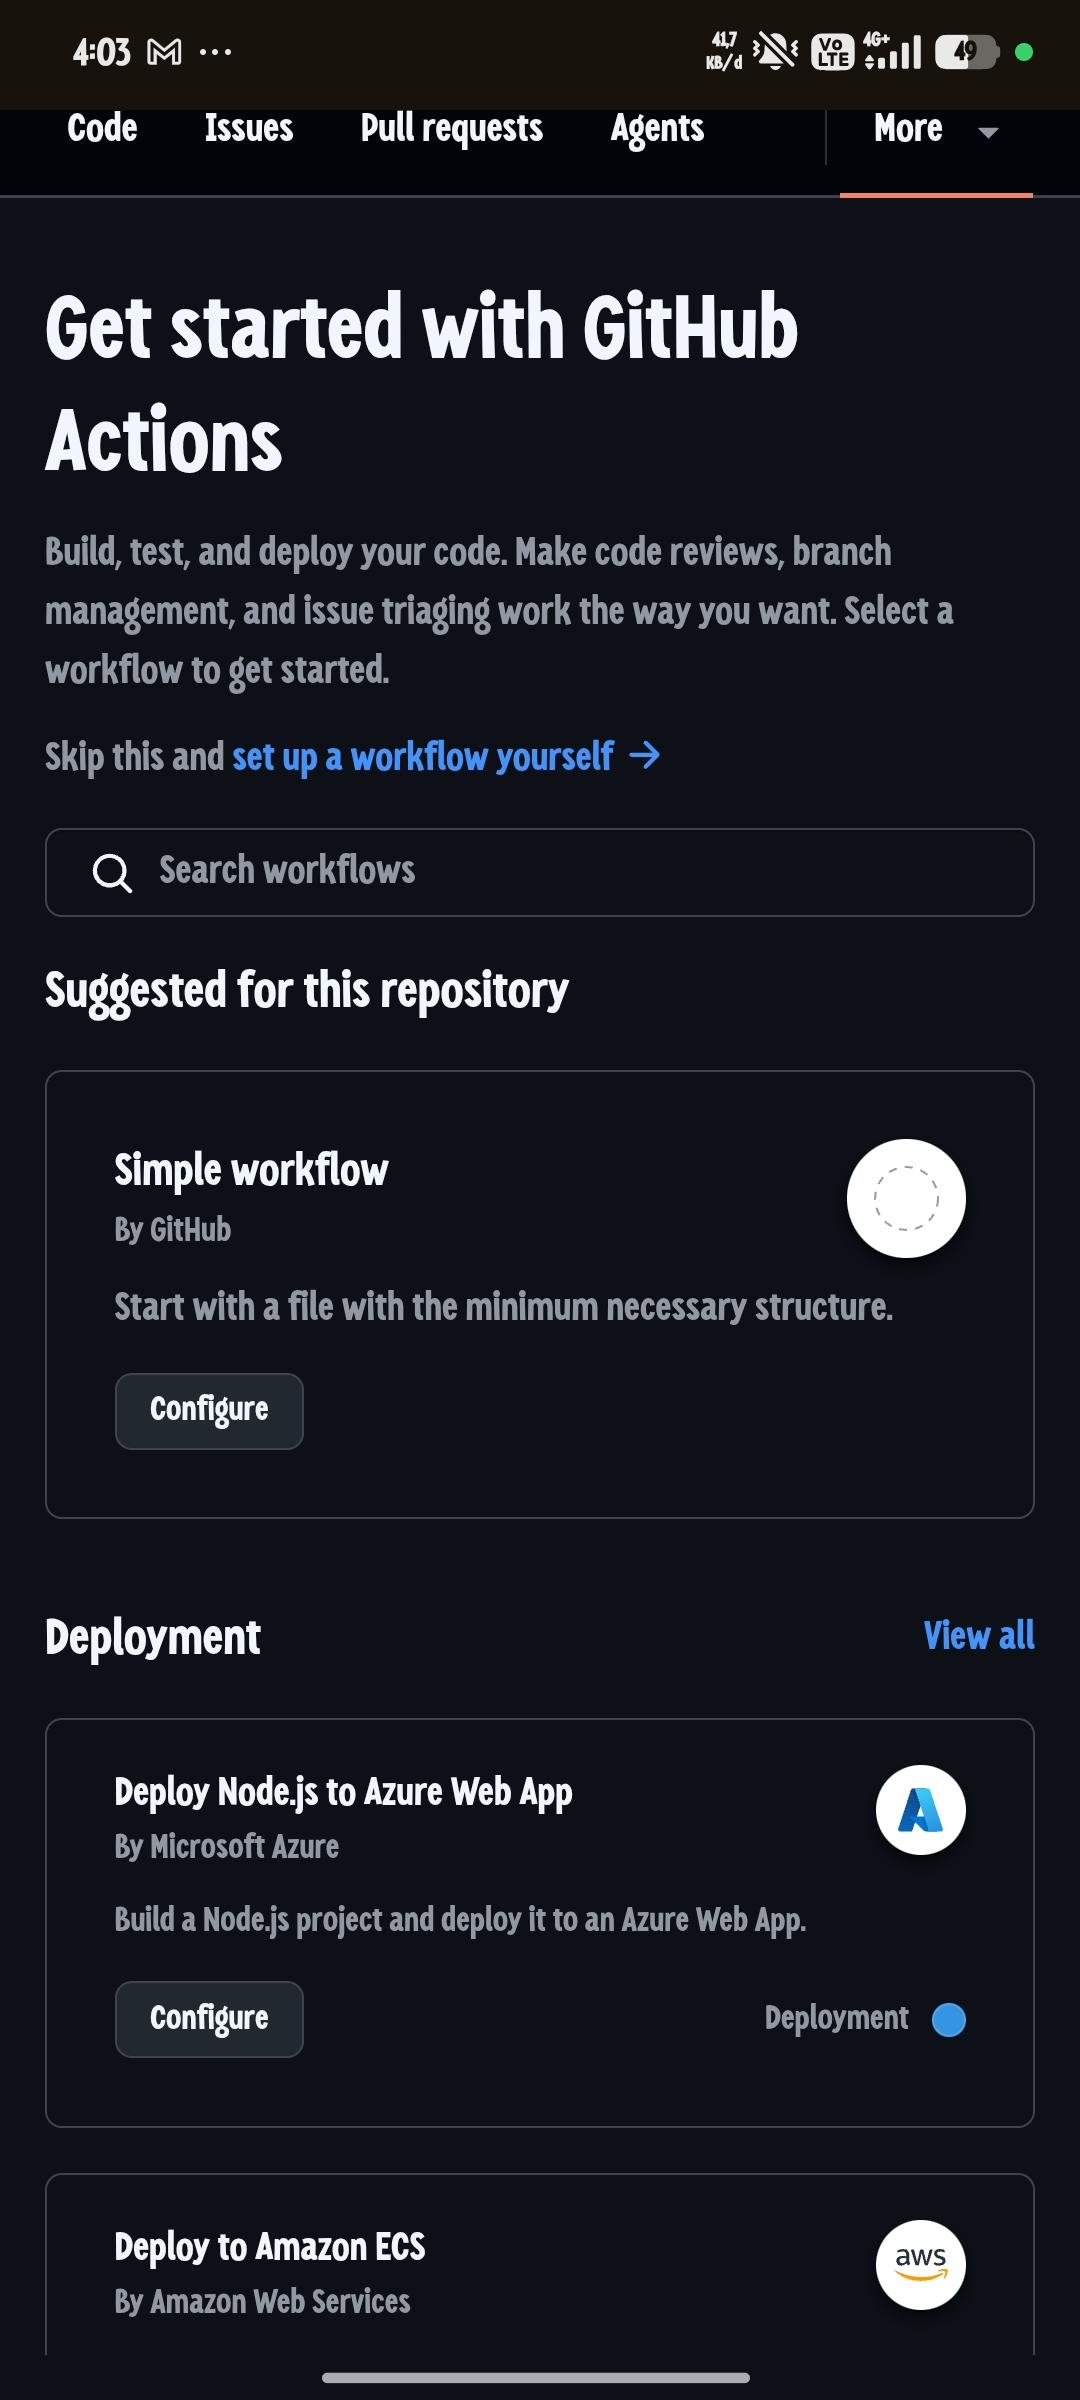 4:03
41,7
KB/d
Vo
LTE
4G+
49
Code Issues Pull requests Agents More
Get started with GitHub
Actions
Build, test, and deploy your code. Make code reviews, branch
management, and issue triaging work the way you want. Select a
workflow to get started.
Skip this and set up a workflow yourself →
Search workflows
Suggested for this repository
Simple workflow
By GitHub
Start with a file with the minimum necessary structure.
Configure
Deployment View all
Deploy Node.js to Azure Web App
By Microsoft Azure
Build a Node.js project and deploy it to an Azure Web App.
Configure Deployment
Deploy to Amazon ECS
aws
By Amazon Web Services